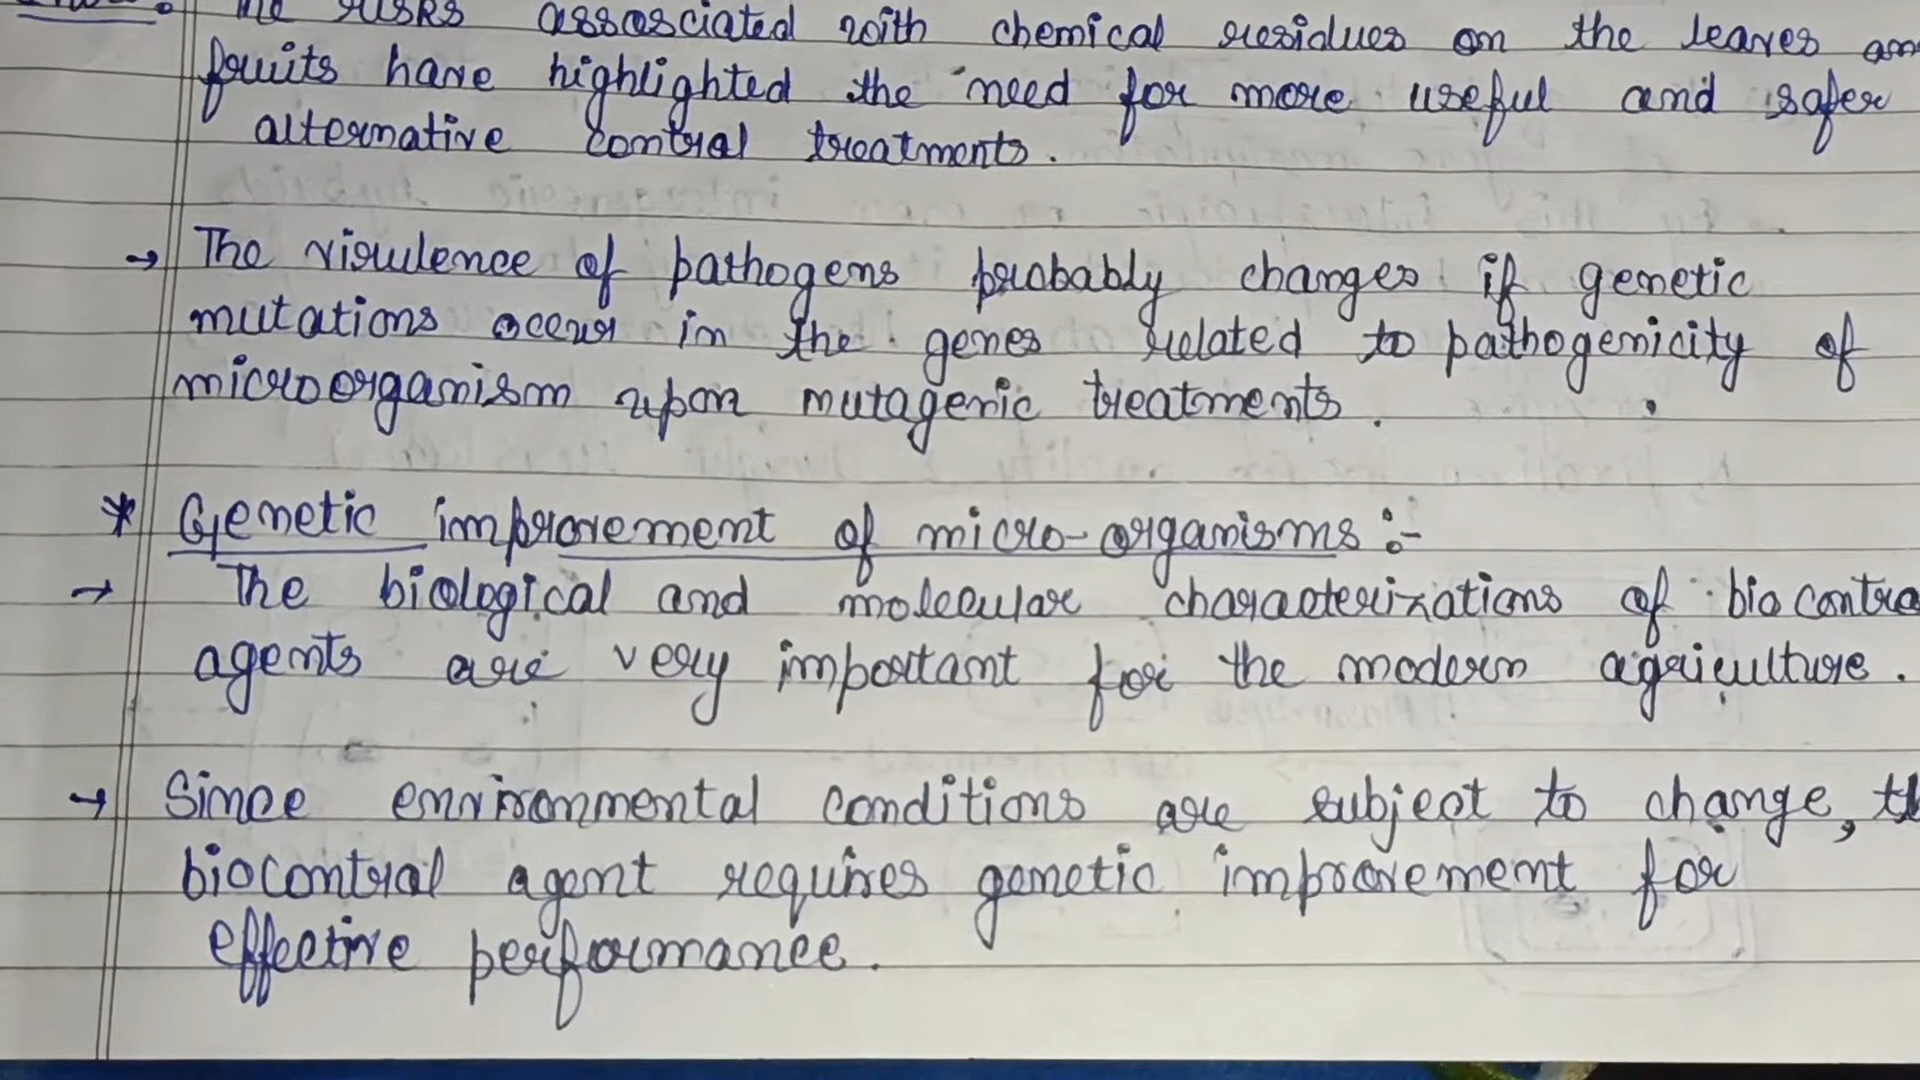 The risks associated with chemical residues on the leaves an
fruits have highlighted the need for more useful and safer
alternative control treatments.
→ The virulence of pathogens probably changes if genetic
mutations occur in the genes related to pathogenicity of
microorganism upon mutagenic treatments.
* Genetic improvement of micro-organisms :-
→ The biological and molecular characterizations of bio contro
agents are very important for the modern agriculture.
→ Since environmental conditions are subject to change, th
biocontrol agent requires genetic improvement for
effective performance.